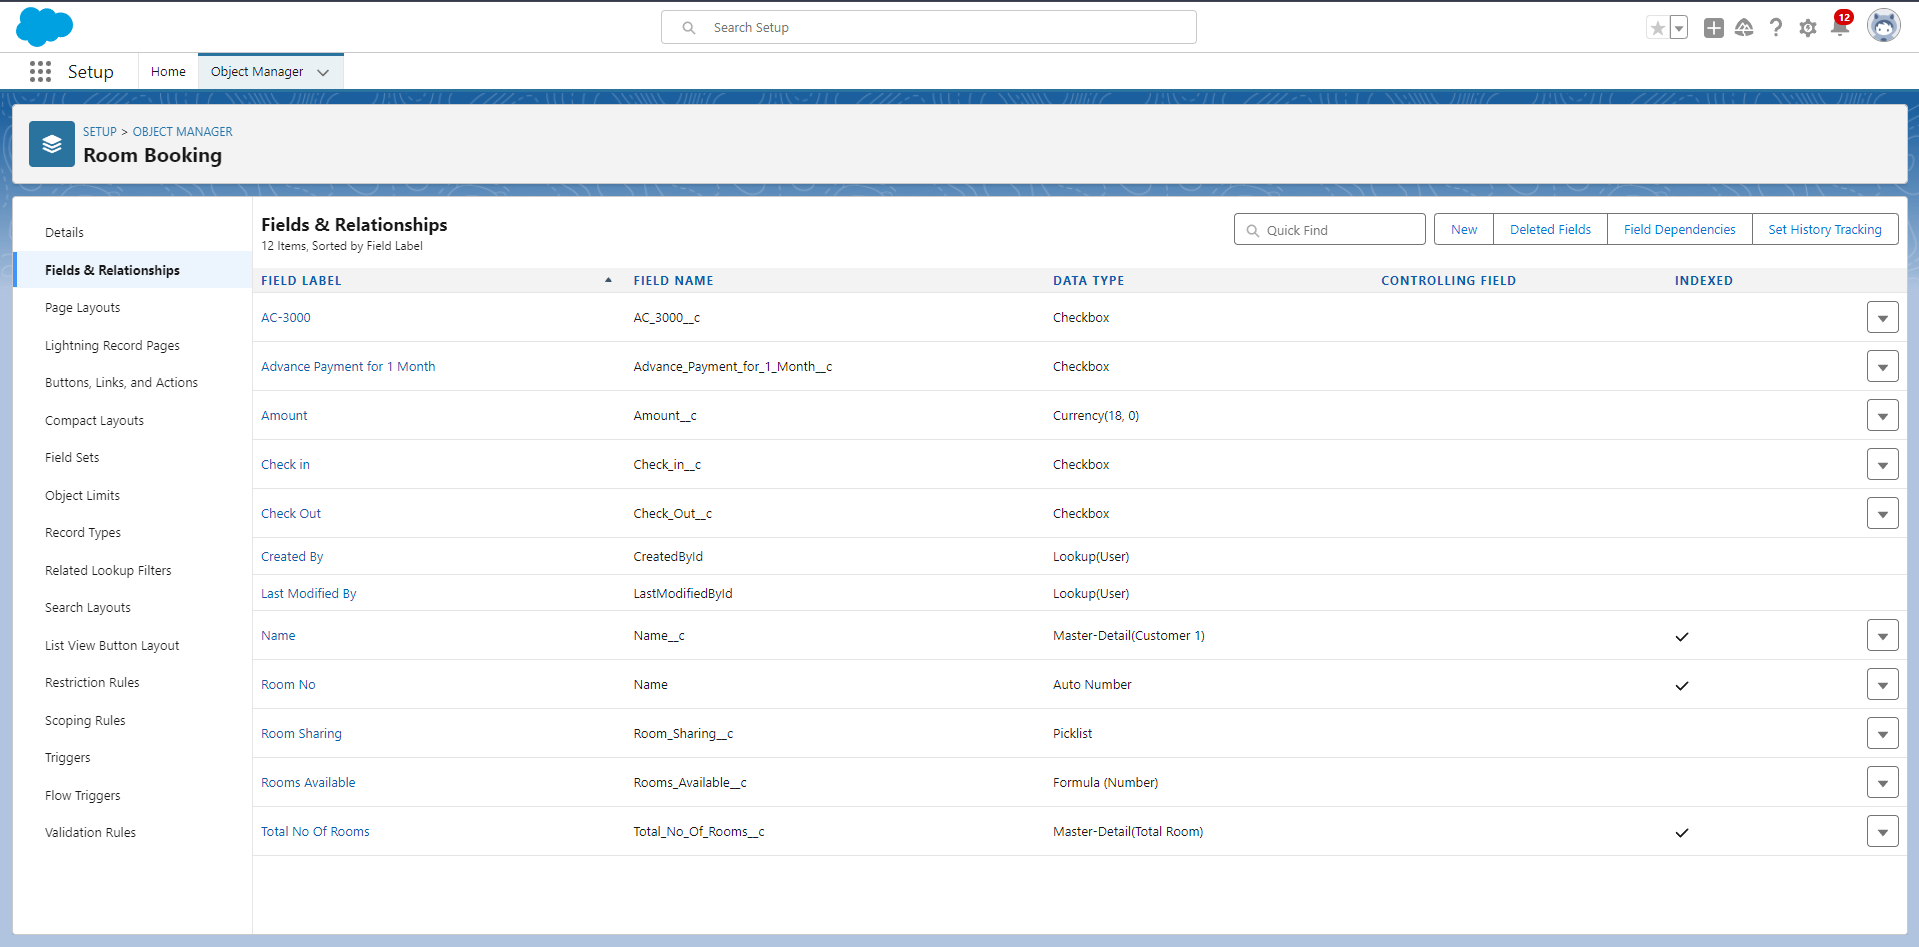 Search Setup
12
Setup
Home
Object Manager
SETUP > OBJECT MANAGER
Room Booking
Details
Fields & Relationships
Page Layouts
Lightning Record Pages
Buttons, Links, and Actions
Compact Layouts
Field Sets
Object Limits
Record Types
Related Lookup Filters
Search Layouts
List View Button Layout
Restriction Rules
Scoping Rules
Triggers
Flow Triggers
Validation Rules
Fields & Relationships
12 Items, Sorted by Field Label
Quick Find
New
Deleted Fields
Field Dependencies
Set History Tracking
FIELD LABEL FIELD NAME DATA TYPE CONTROLLING FIELD INDEXED
AC-3000 AC_3000__c Checkbox
Advance Payment for 1 Month Advance_Payment_for_1_Month__c Checkbox
Amount Amount__c Currency(18, 0)
Check in Check_in__c Checkbox
Check Out Check_Out__c Checkbox
Created By CreatedById Lookup(User)
Last Modified By LastModifiedById Lookup(User)
Name Name__c Master-Detail(Customer 1)
Room No Name Auto Number
Room Sharing Room_Sharing__c Picklist
Rooms Available Rooms_Available__c Formula (Number)
Total No Of Rooms Total_No_Of_Rooms__c Master-Detail(Total Room)